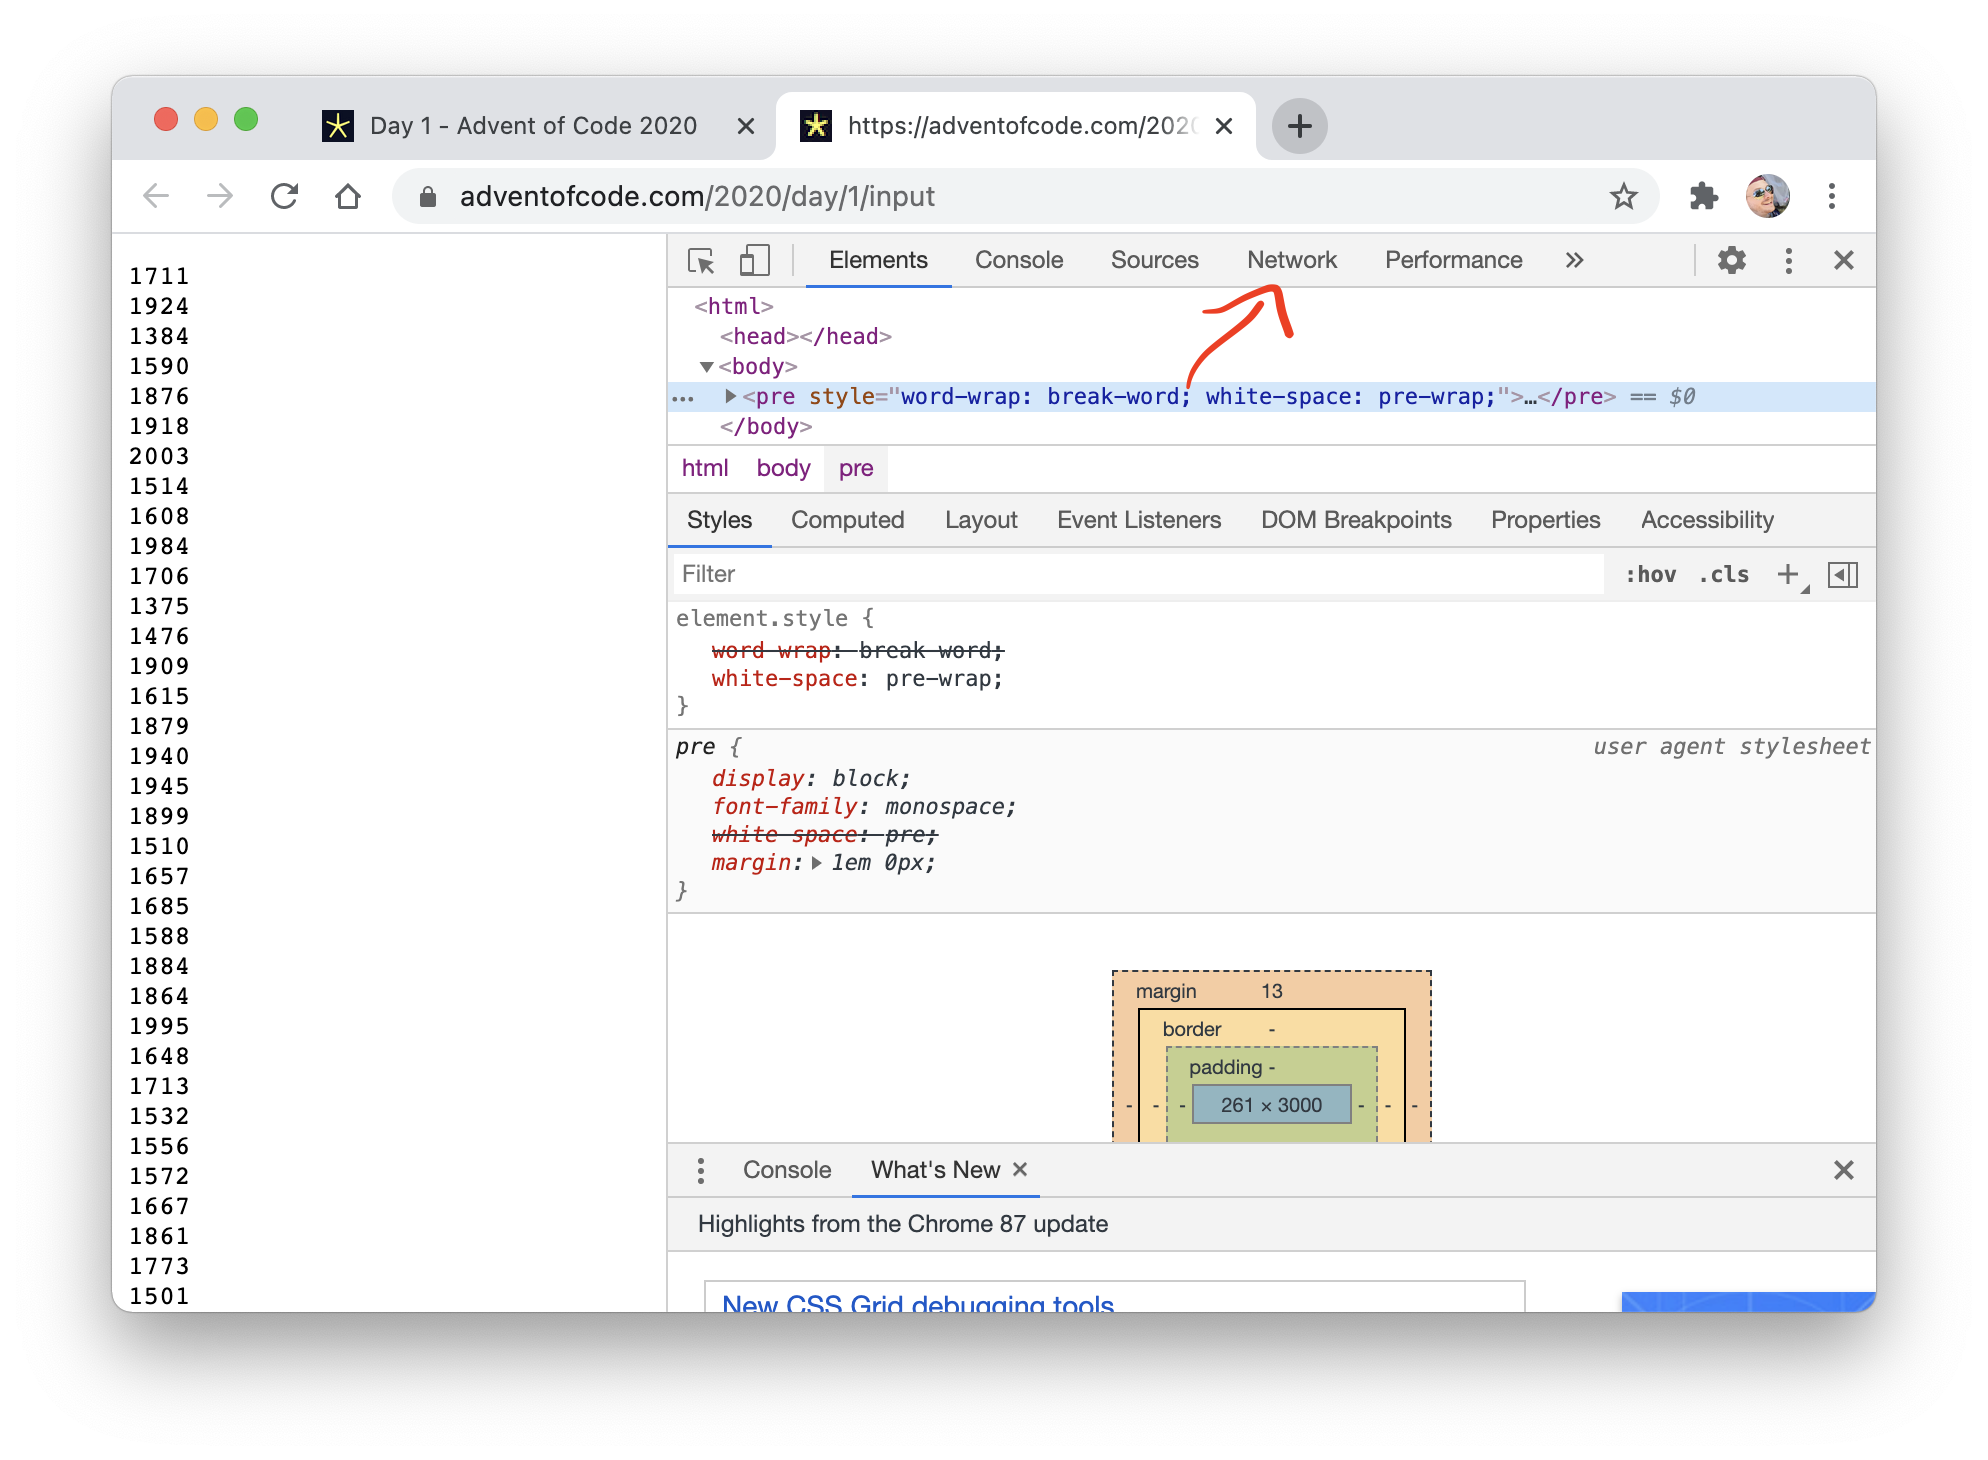 Day 1 - Advent of Code 2020
https://adventofcode.com/202
adventofcode.com/2020/day/1/input
1711
1924
1384
1590
1876
1918
2003
1514
1608
1984
1706
1375
1476
1909
1615
1879
1940
1945
1899
1510
1657
1685
1588
1884
1864
1995
1648
1713
1532
1556
1572
1667
1861
1773
1501
Elements Console Sources Network Performance »
<html>
<head></head>
▼<body>
… ▶<pre style="word-wrap: break-word; white-space: pre-wrap;">…</pre> == $0
</body>
html body pre
Styles Computed Layout Event Listeners DOM Breakpoints Properties Accessibility
Filter :hov .cls +
element.style {
word-wrap: break-word;
white-space: pre-wrap;
}
pre { user agent stylesheet
display: block;
font-family: monospace;
white-space: pre;
margin:▶ 1em 0px;
}
margin 13
border -
padding -
- - - 261 × 3000 - - -
Console What's New ×
Highlights from the Chrome 87 update
New CSS Grid debugging tools